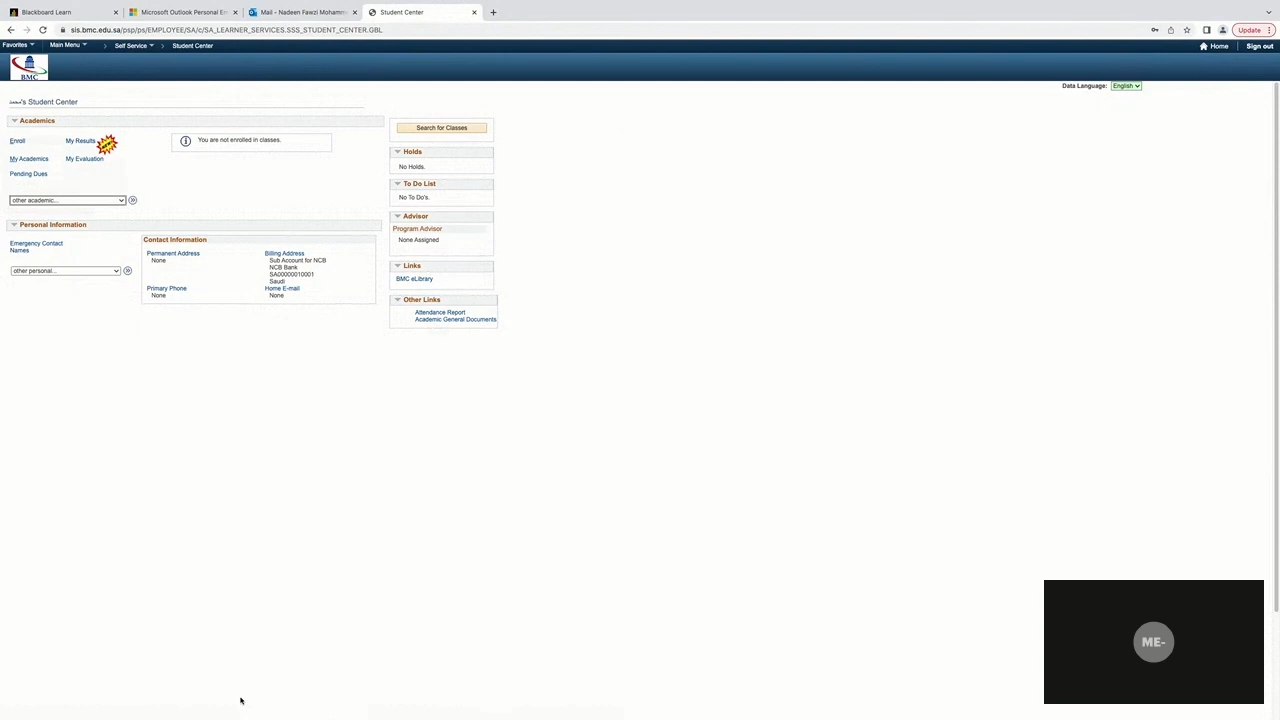 Blackboard Learn
Microsoft Outlook Personal Em
Mail - Nadeen Fawzi Mohamm
Student Center
sis.bmc.edu.sa/psp/ps/EMPLOYEE/SA/c/SA_LEARNER_SERVICES.SSS_STUDENT_CENTER.GBL
Update
Favorites Main Menu Self Service Student Center
Home Sign out
BMC
Data Language: English
محمد's Student Center
Academics
Enroll My Results
My Academics My Evaluation
Pending Dues
other academic...
You are not enrolled in classes.
Personal Information
Emergency Contact
Names
other personal...
Contact Information
Permanent Address
None
Billing Address
Sub Account for NCB
NCB Bank
SA00000010001
Saudi
Primary Phone
None
Home E-mail
None
Search for Classes
Holds
No Holds.
To Do List
No To Do's.
Advisor
Program Advisor
None Assigned
Links
BMC eLibrary
Other Links
Attendance Report
Academic General Documents
ME-